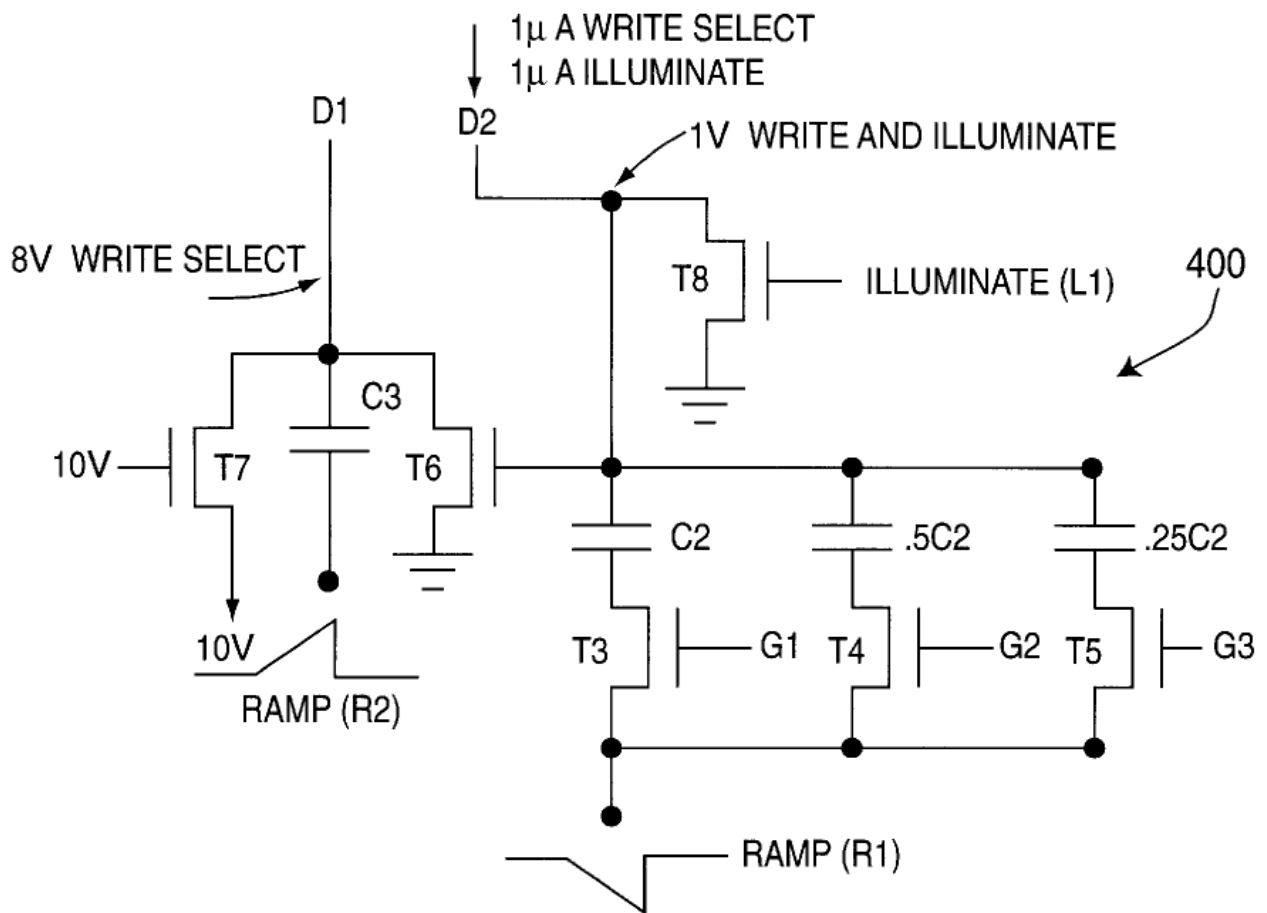 1μ A WRITE SELECT
1μ A ILLUMINATE
D1
D2
1V WRITE AND ILLUMINATE
8V WRITE SELECT
T8
ILLUMINATE (L1)
400
C3
10V
T7
T6
C2
.5C2
.25C2
10V
T3
G1
T4
G2
T5
G3
RAMP (R2)
RAMP (R1)